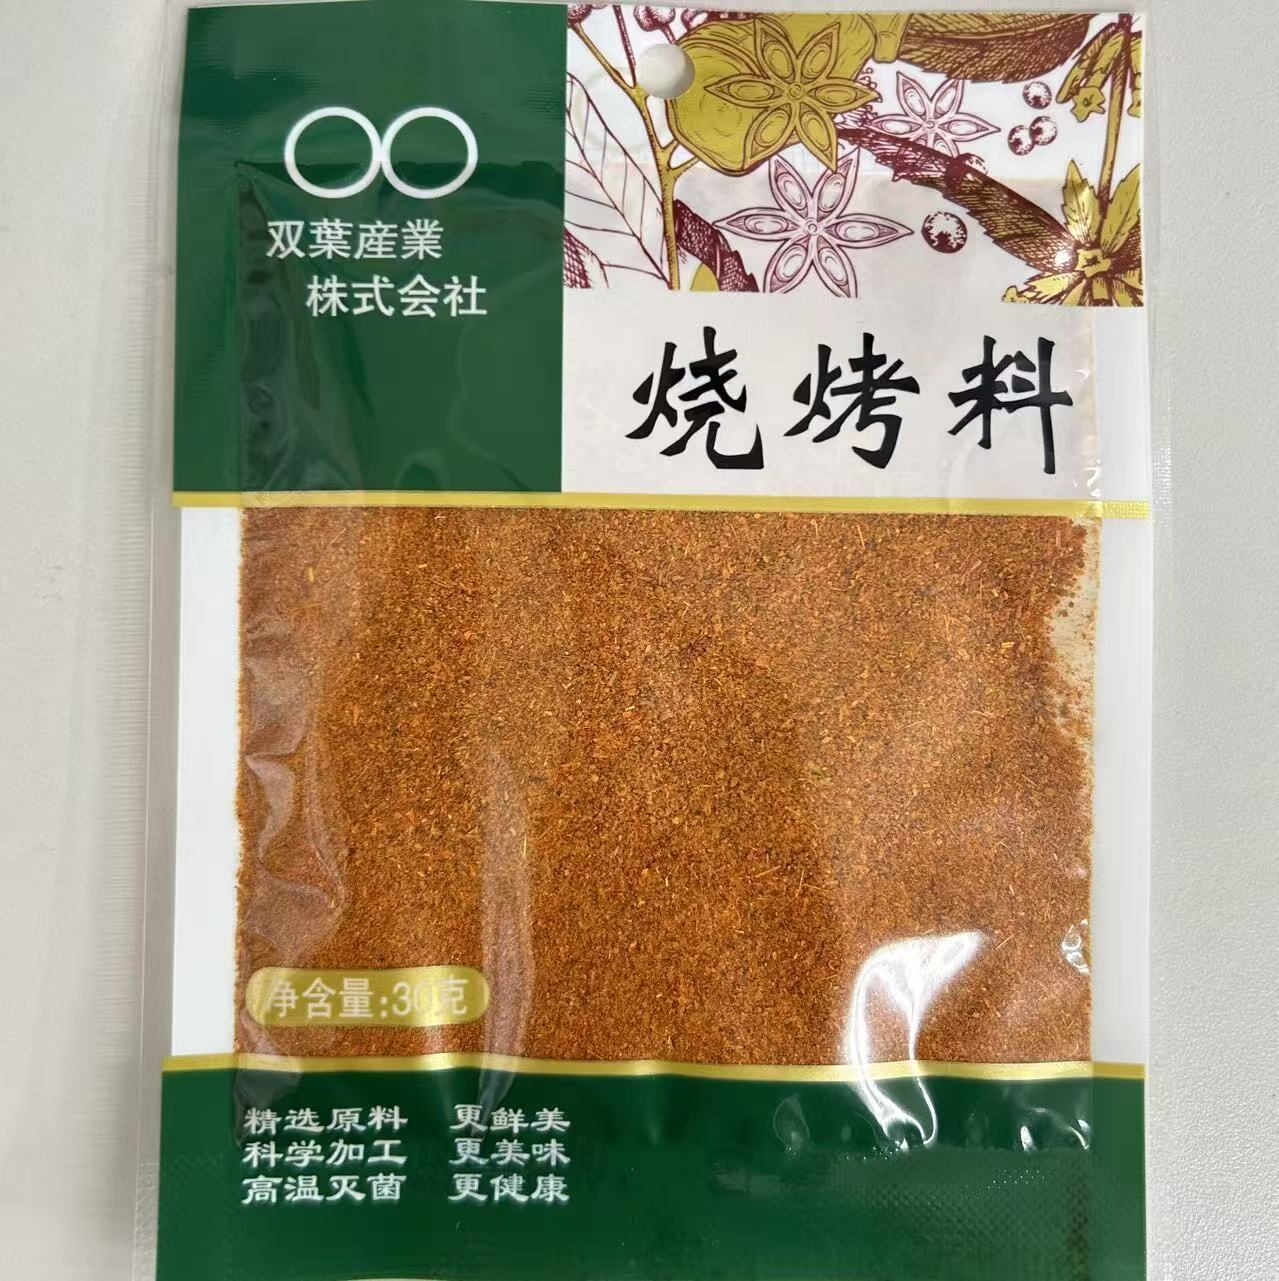 双葉産業
株式会社
烧烤料
净含量:30克
精选原料 更鲜美
科学加工 更美味
高温灭菌 更健康